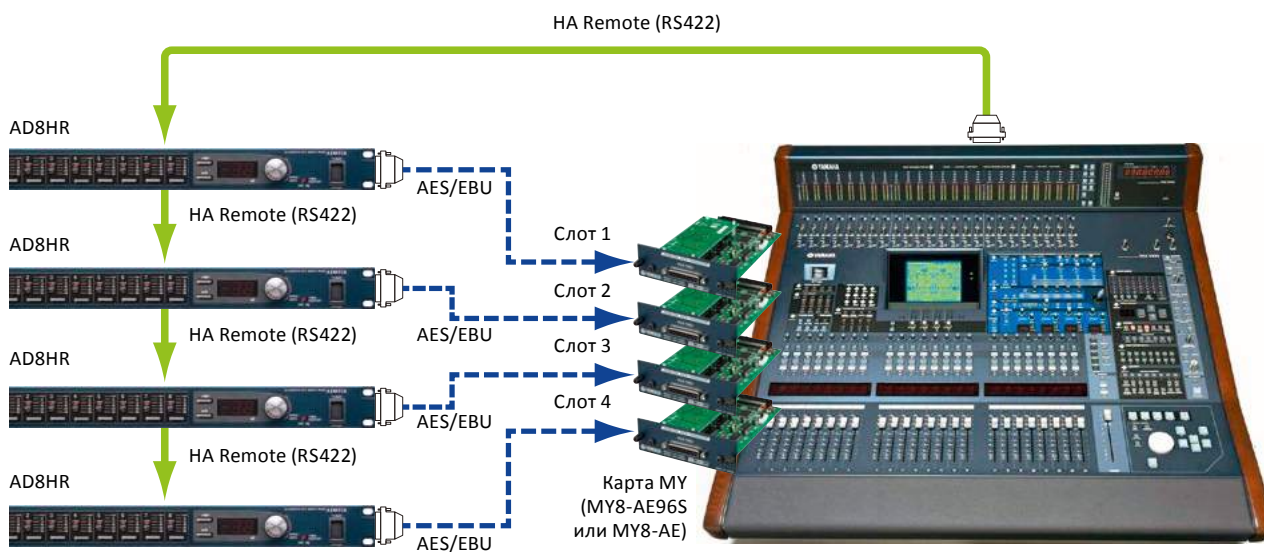 HA Remote (RS422)
AD8HR
AES/EBU
HA Remote (RS422)
AD8HR
AES/EBU
HA Remote (RS422)
AD8HR
AES/EBU
HA Remote (RS422)
AD8HR
AES/EBU
Слот 1
Слот 2
Слот 3
Слот 4
Карта MY
(MY8-AE96S
или MY8-AE)
YAMAHA
YAMAHA